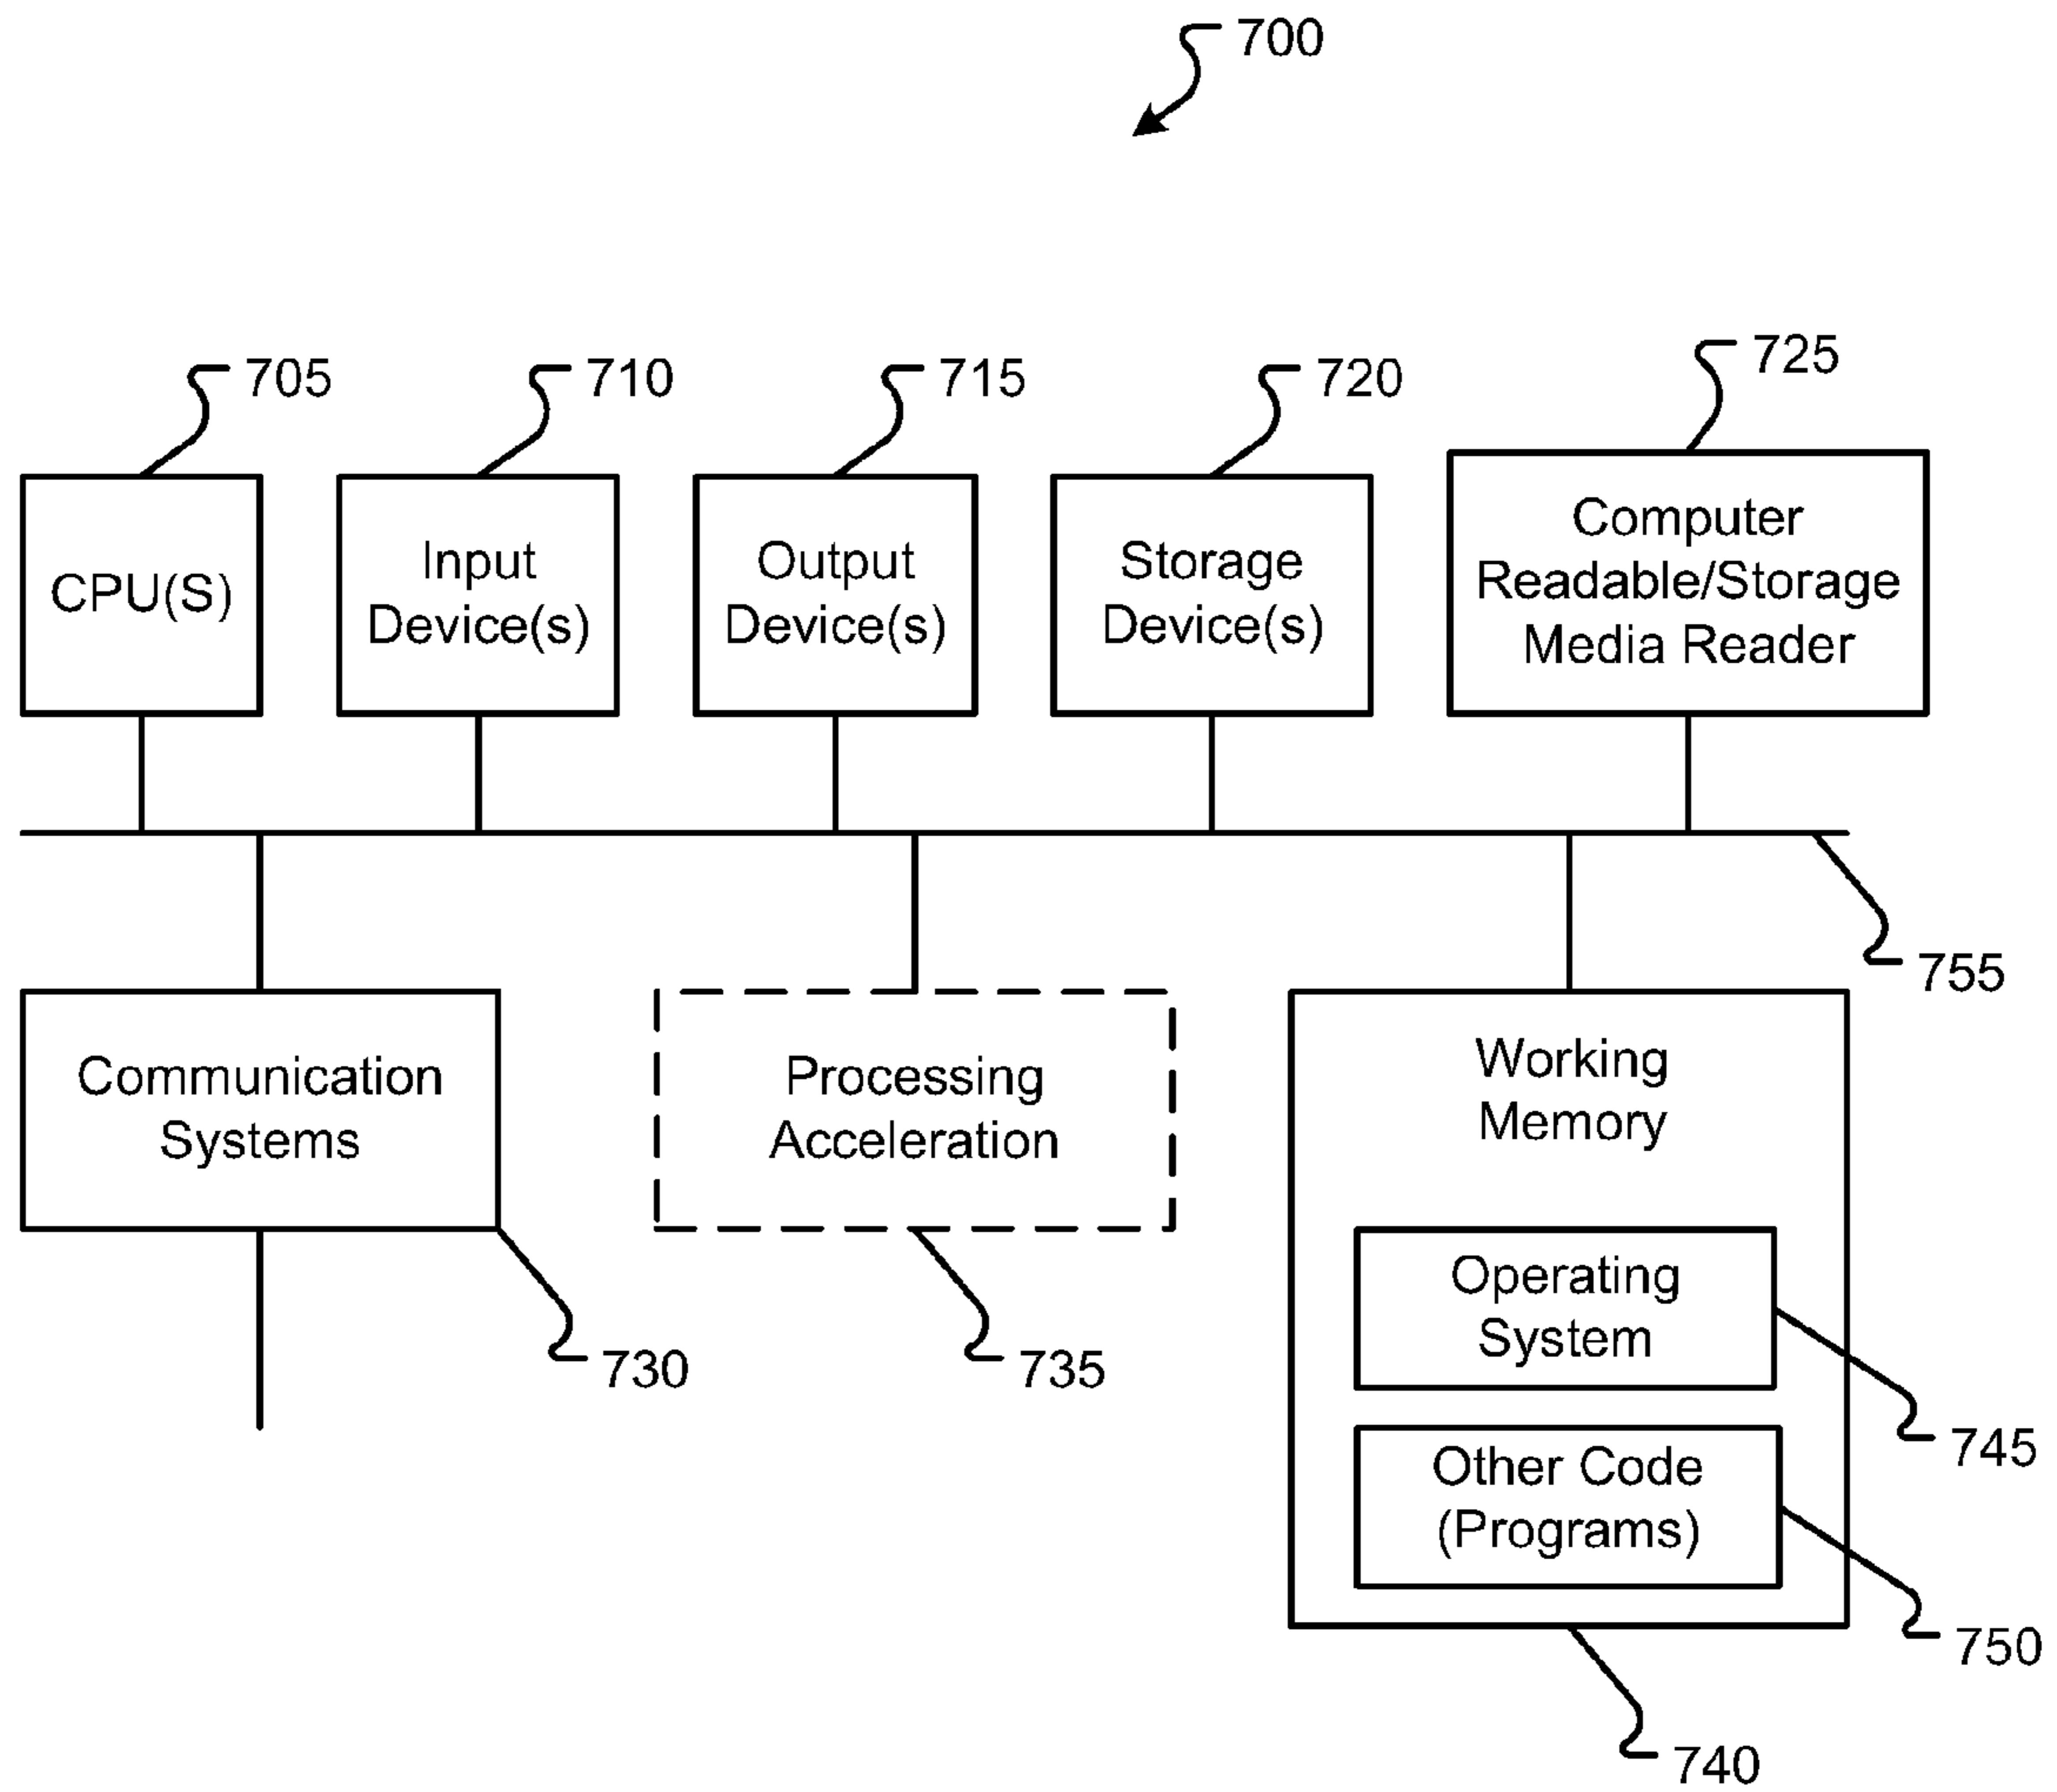 700
705
710
715
720
725
CPU(S)
Input
Device(s)
Output
Device(s)
Storage
Device(s)
Computer
Readable/Storage
Media Reader
755
Communication
Systems
730
Processing
Acceleration
735
Working
Memory
Operating
System
745
Other Code
(Programs)
750
740